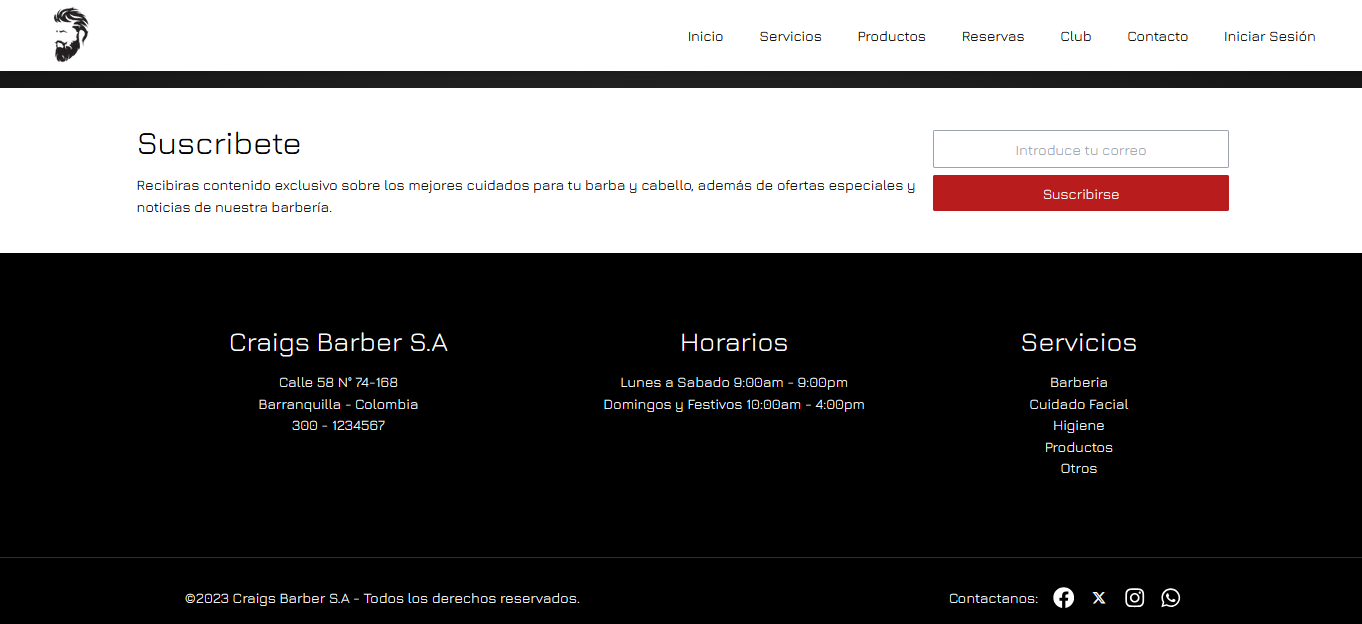 Inicio Servicios Productos Reservas Club Contacto Iniciar Sesión
Suscribete
Recibiras contenido exclusivo sobre los mejores cuidados para tu barba y cabello, además de ofertas especiales y
noticias de nuestra barbería.
Introduce tu correo
Suscribirse
Craigs Barber S.A
Calle 58 N° 74-168
Barranquilla - Colombia
300 - 1234567
Horarios
Lunes a Sabado 9:00am - 9:00pm
Domingos y Festivos 10:00am - 4:00pm
Servicios
Barberia
Cuidado Facial
Higiene
Productos
Otros
©2023 Craigs Barber S.A - Todos los derechos reservados.
Contactanos: